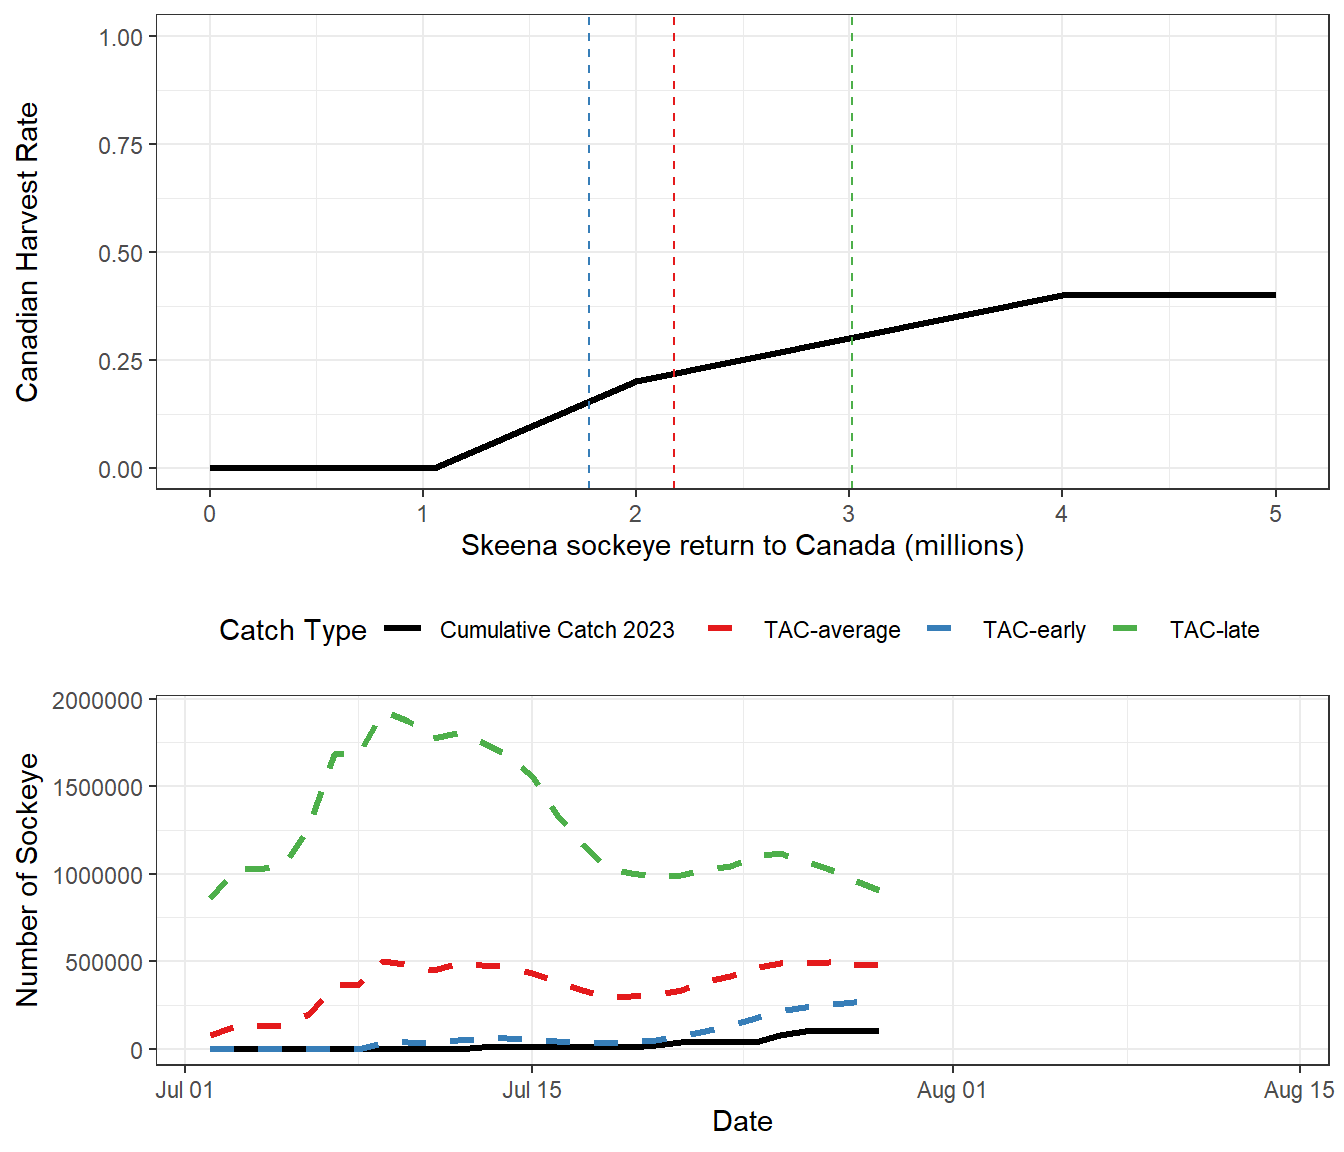 Canadian Harvest Rate
1.00
0.75
0.50
0.25
0.00
0 1 2 3 4 5
Skeena sockeye return to Canada (millions)
Catch Type Cumulative Catch 2023 TAC-average TAC-early TAC-late
Number of Sockeye
2000000
1500000
1000000
500000
0
Jul 01 Jul 15 Aug 01 Aug 15
Date